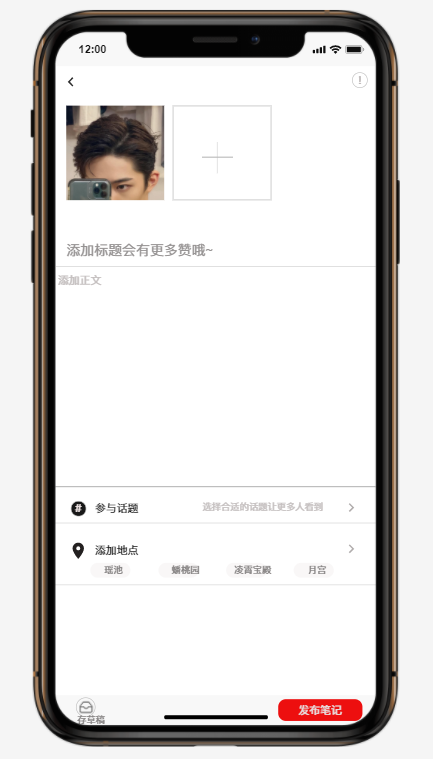 12:00
添加标题会有更多赞哦~
添加正文
# 参与话题 选择合适的话题让更多人看到
添加地点
瑶池 蟠桃园 凌霄宝殿 月宫
存草稿 发布笔记